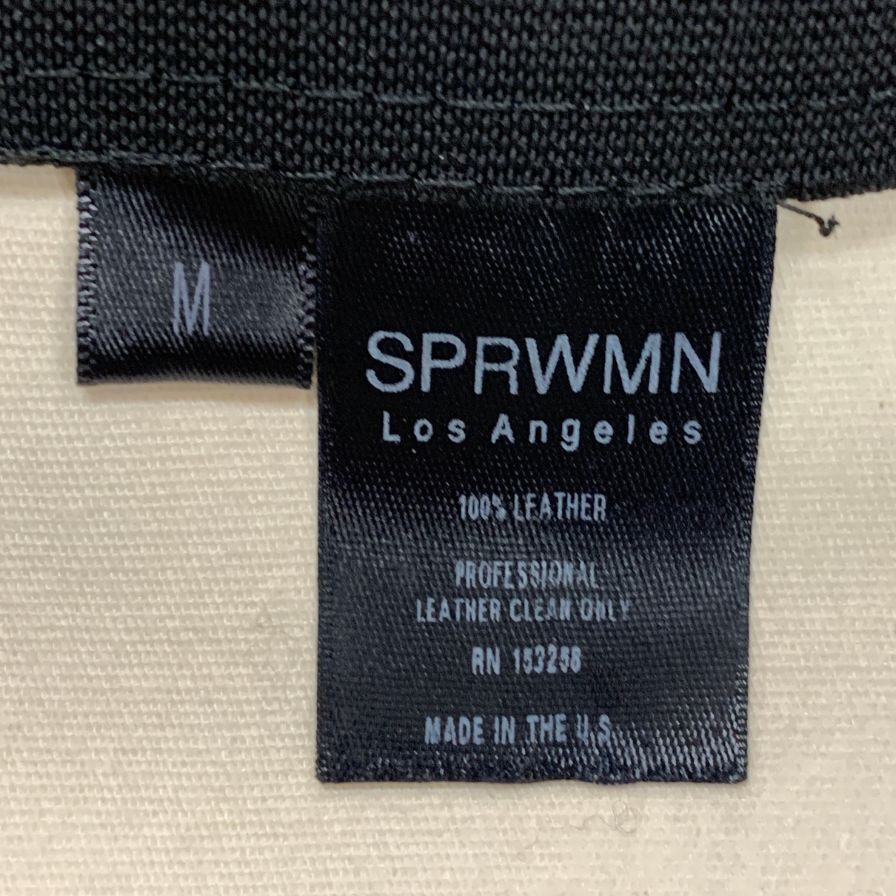 M
SPRWMN
Los Angeles
100% LEATHER
PROFESSIONAL
LEATHER CLEAN ONLY
RN 153258
MADE IN THE U.S.